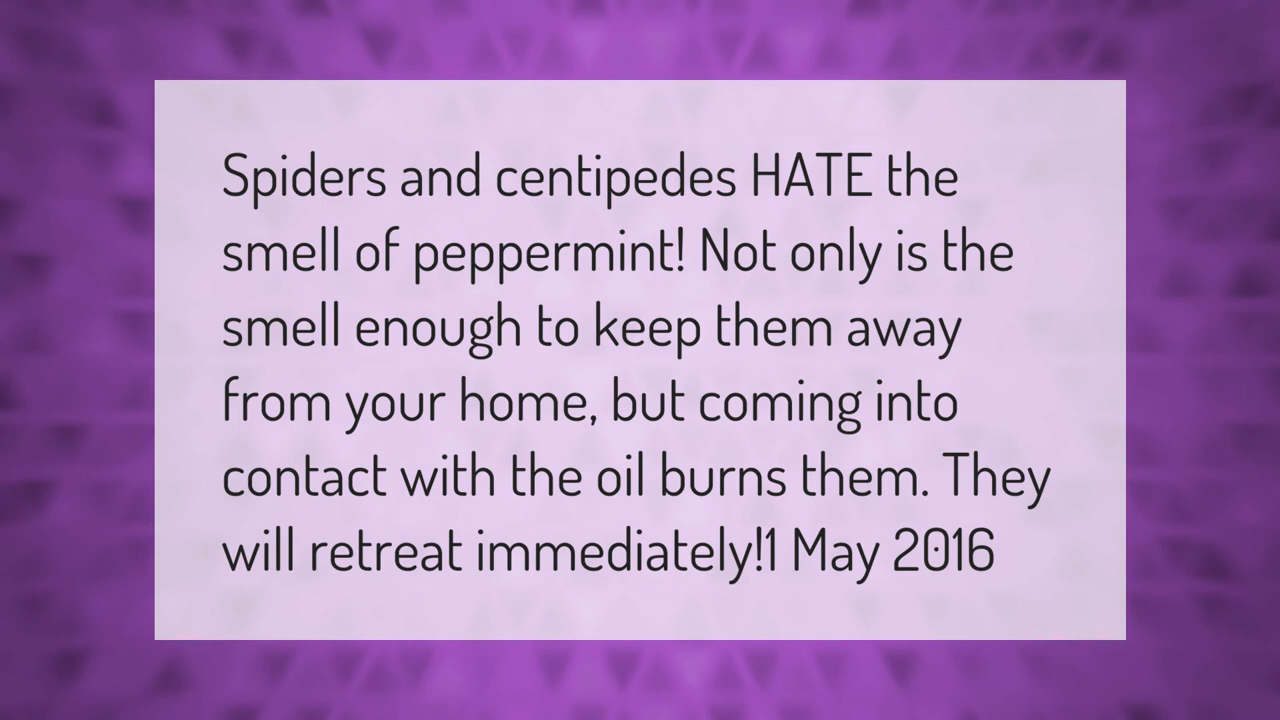 Spiders and centipedes HATE the
smell of peppermint! Not only is the
smell enough to keep them away
from your home, but coming into
contact with the oil burns them. They
will retreat immediately!1 May 2016